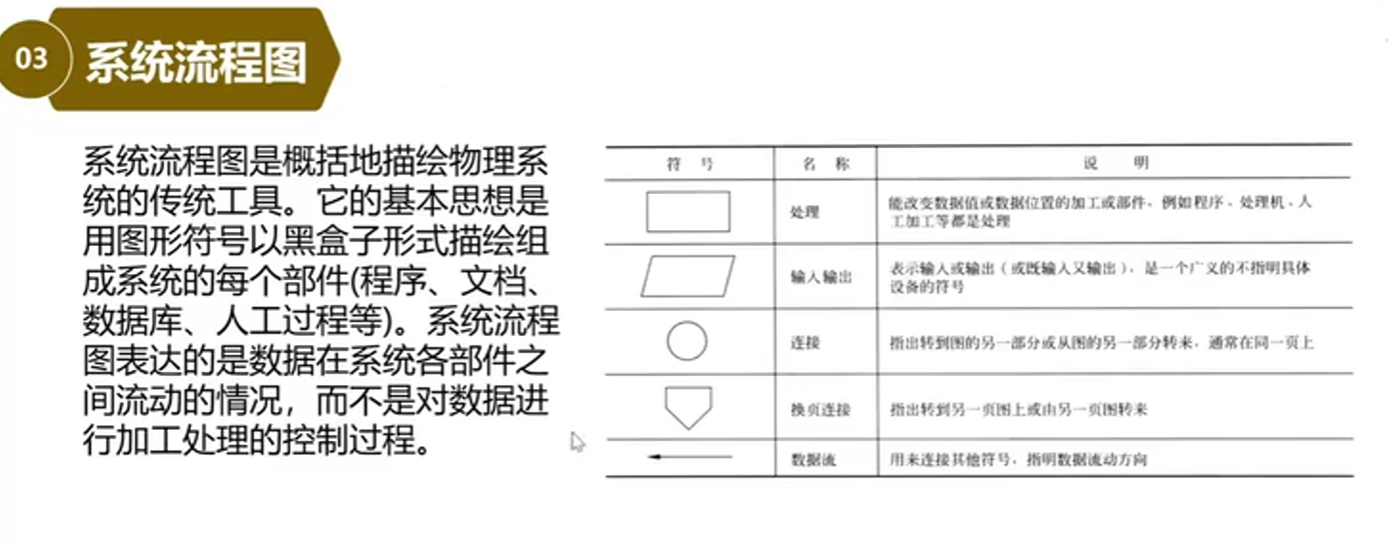 03
系统流程图
系统流程图是概括地描绘物理系
统的传统工具。它的基本思想是
用图形符号以黑盒子形式描绘组
成系统的每个部件(程序、文档、
数据库、人工过程等)。系统流程
图表达的是数据在系统各部件之
间流动的情况，而不是对数据进
行加工处理的控制过程。
符 号 名 称 说 明
处理
能改变数据值或数据位置的加工或部件，例如程序、处理机、人
工加工等都是处理
输入输出
表示输入或输出（或既输入又输出），是一个广义的不指明具体
设备的符号
连接
指出转到图的另一部分或从图的另一部分转来，通常在同一页上
换页连接
指出转到另一页图上或由另一页图转来
数据流
用来连接其他符号，指明数据流动方向